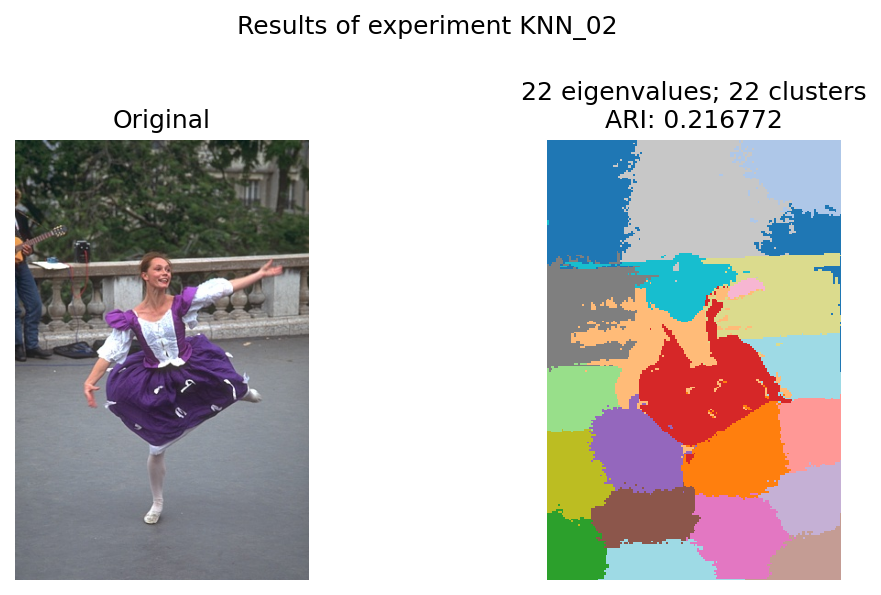 Results of experiment KNN_02
Original
22 eigenvalues; 22 clusters
ARI: 0.216772